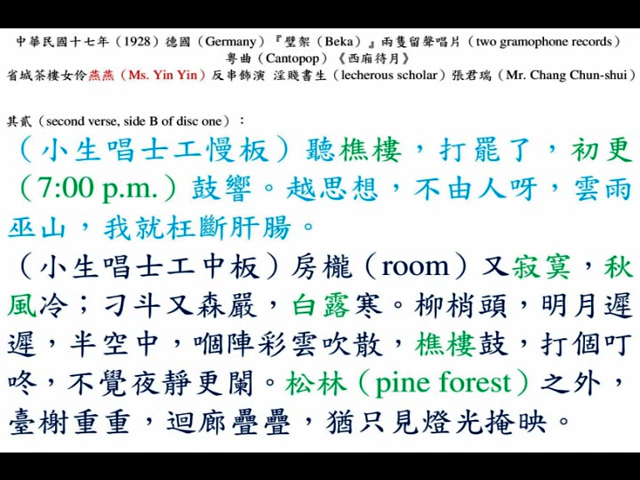 中華民國十七年（1928）德國（Germany）『壁架（Beka）』兩隻留聲唱片（two gramophone records）
粵曲（Cantopop）《西廂待月》
省城茶樓女伶燕燕（Ms. Yin Yin）反串飾演 淫賤書生（lecherous scholar）張君瑞（Mr. Chang Chun-shui）
其貳（second verse, side B of disc one）：
（小生唱士工慢板）聽樵樓，打罷了，初更
（7:00 p.m.）鼓響。越思想，不由人呀，雲雨
巫山，我就枉斷肝腸。
（小生唱士工中板）房櫳（room）又寂寞，秋
風冷；刁斗又森嚴，白露寒。柳梢頭，明月遲
遲，半空中，嗰陣彩雲吹散，樵樓鼓，打個叮
咚，不覺夜靜更闌。松林（pine forest）之外，
臺榭重重，迴廊疊疊，猶只見燈光掩映。